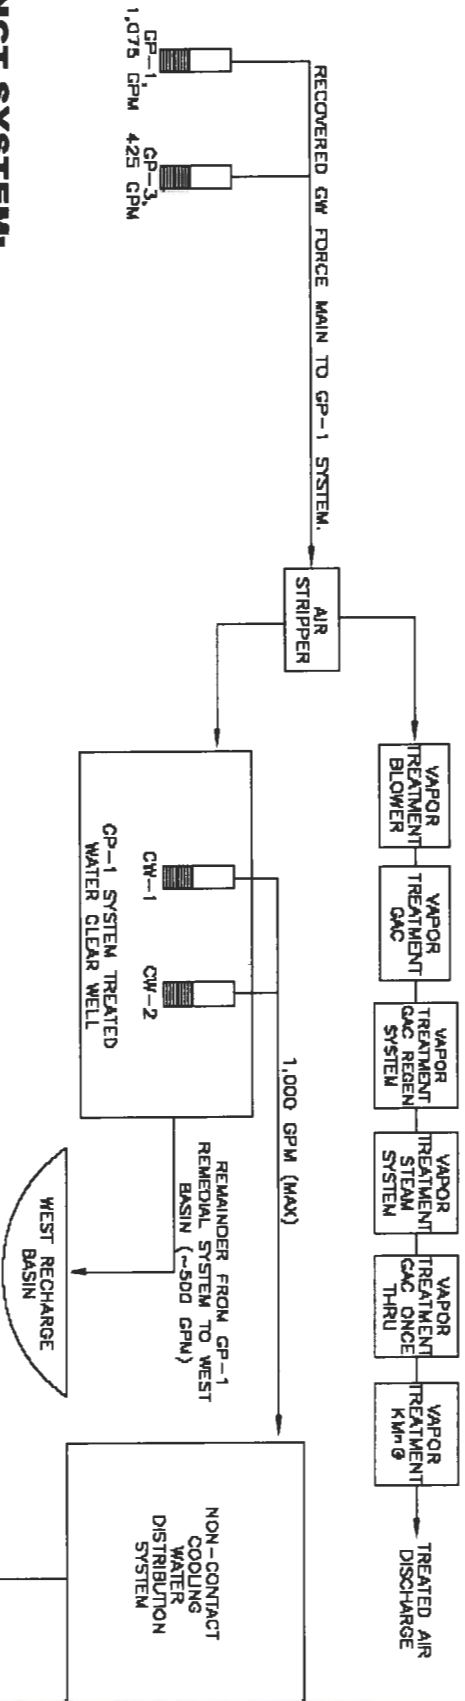 NCT SYSTEM:
GP-1,
1,075 GPM
GP-3,
425 GPM
RECOVERED GW FORCE MAIN TO GP-1 SYSTEM.
AIR
STRIPPER
VAPOR
TREATMENT
BLOWER
VAPOR
TREATMENT
GAC
VAPOR
TREATMENT
GAC REGEN
SYSTEM
VAPOR
TREATMENT
STEAM
SYSTEM
VAPOR
TREATMENT
GAC ONCE
THRU
VAPOR
TREATMENT
TREATED AIR
DISCHARGE
CW-1
CW-2
GP-1 SYSTEM TREATED
WATER CLEAR WELL
1,000 GPM (MAX)
REMAINDER FROM GP-1
REMEDIAL SYSTEM TO WEST
BASIN (~500 GPM)
WEST RECHARGE
BASIN
NON-CONTACT
COOLING
WATER
DISTRIBUTION
SYSTEM